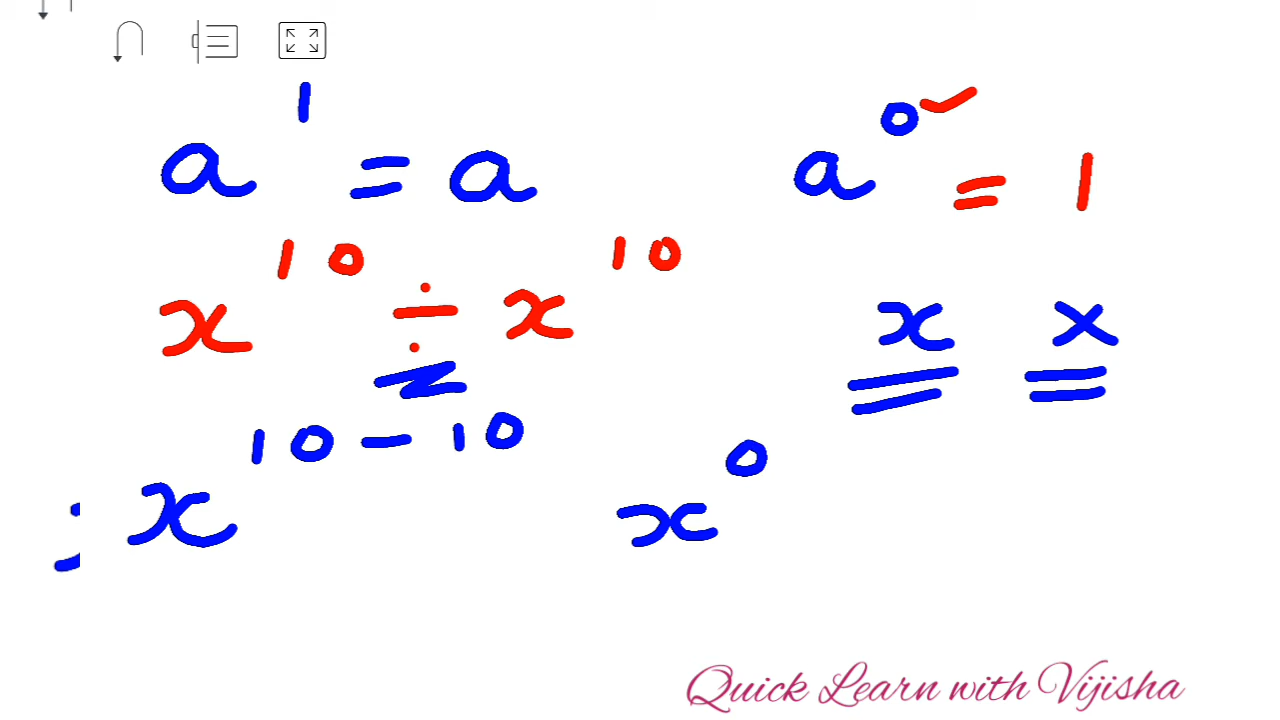 a¹ = a    a⁰ = 1
x¹⁰ ÷ x¹⁰    x  ×
= x¹⁰⁻¹⁰    x⁰
Quick Learn with Vijisha